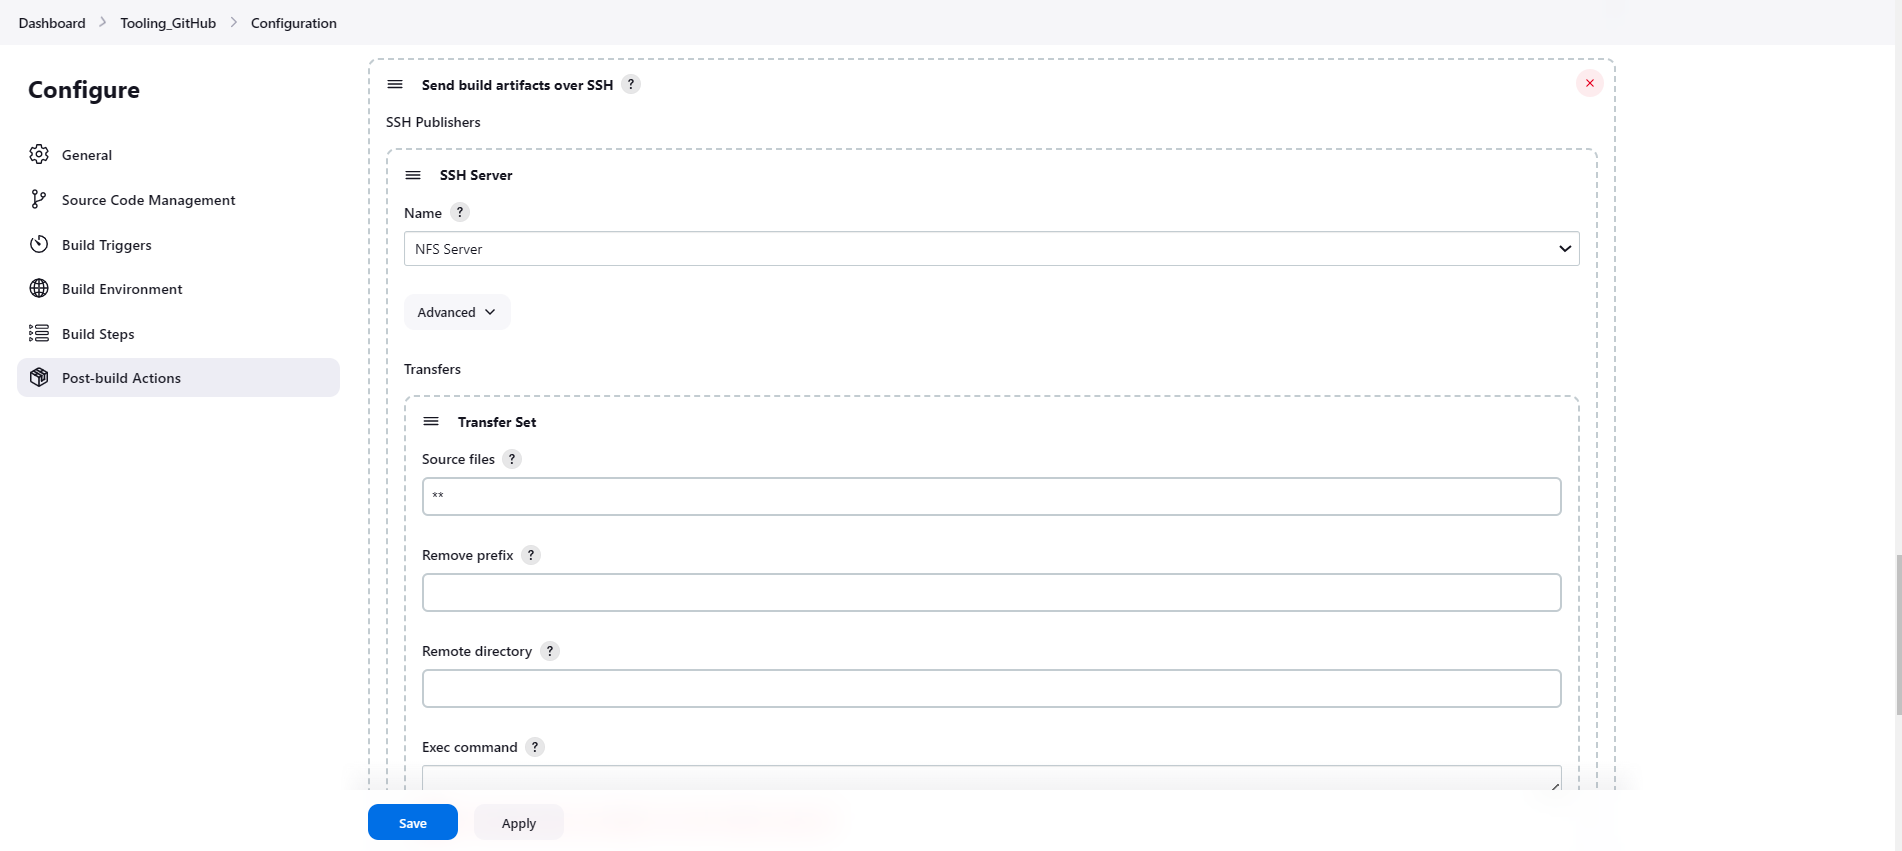 Dashboard > Tooling_GitHub > Configuration
Configure
General
Source Code Management
Build Triggers
Build Environment
Build Steps
Post-build Actions
Send build artifacts over SSH ?
SSH Publishers
SSH Server
Name ?
NFS Server
Advanced
Transfers
Transfer Set
Source files ?
**
Remove prefix ?
Remote directory ?
Exec command ?
Save Apply